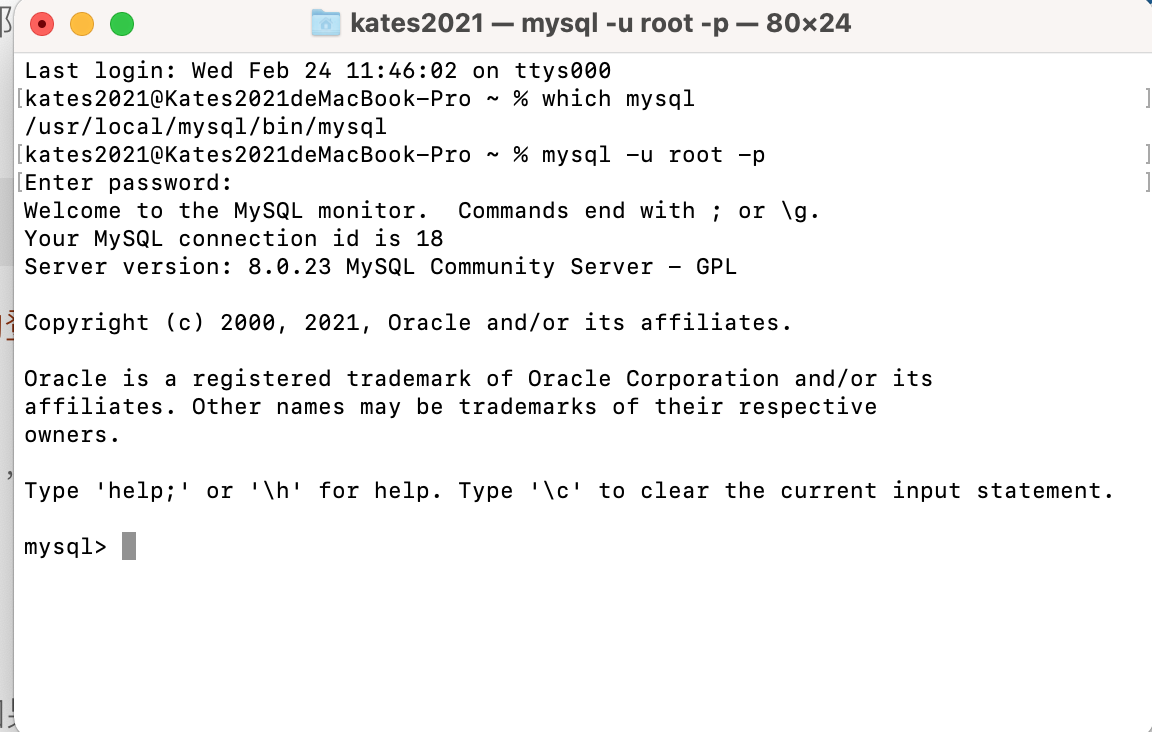 kates2021 — mysql -u root -p — 80×24
Last login: Wed Feb 24 11:46:02 on ttys000
[kates2021@Kates2021deMacBook-Pro ~ % which mysql ]
/usr/local/mysql/bin/mysql
[kates2021@Kates2021deMacBook-Pro ~ % mysql -u root -p ]
[Enter password: ]
Welcome to the MySQL monitor.  Commands end with ; or \g.
Your MySQL connection id is 18
Server version: 8.0.23 MySQL Community Server - GPL
Copyright (c) 2000, 2021, Oracle and/or its affiliates.
Oracle is a registered trademark of Oracle Corporation and/or its
affiliates. Other names may be trademarks of their respective
owners.
Type 'help;' or '\h' for help. Type '\c' to clear the current input statement.
mysql>